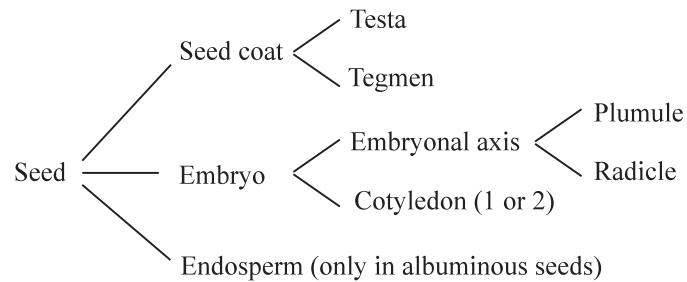 Testa
Seed coat
Tegmen
Plumule
Embryonal axis
Seed
Embryo
Radicle
Cotyledon (1 or 2)
Endosperm (only in albuminous seeds)